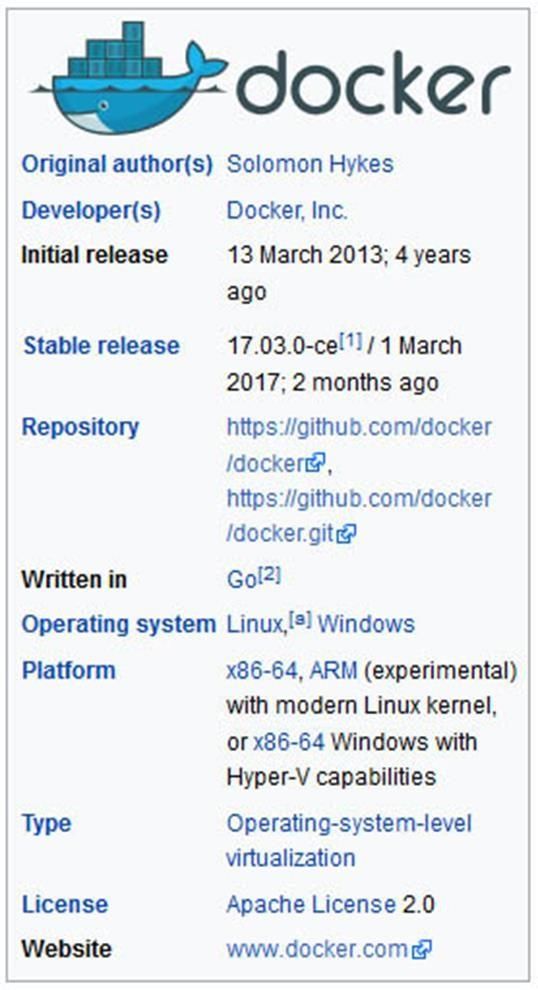 docker
Original author(s) Solomon Hykes
Developer(s) Docker, Inc.
Initial release 13 March 2013; 4 years
ago
Stable release 17.03.0-ce[1] / 1 March
2017; 2 months ago
Repository https://github.com/docker
/docker,
https://github.com/docker
/docker.git
Written in Go[2]
Operating system Linux,[a] Windows
Platform x86-64, ARM (experimental)
with modern Linux kernel,
or x86-64 Windows with
Hyper-V capabilities
Type Operating-system-level
virtualization
License Apache License 2.0
Website www.docker.com